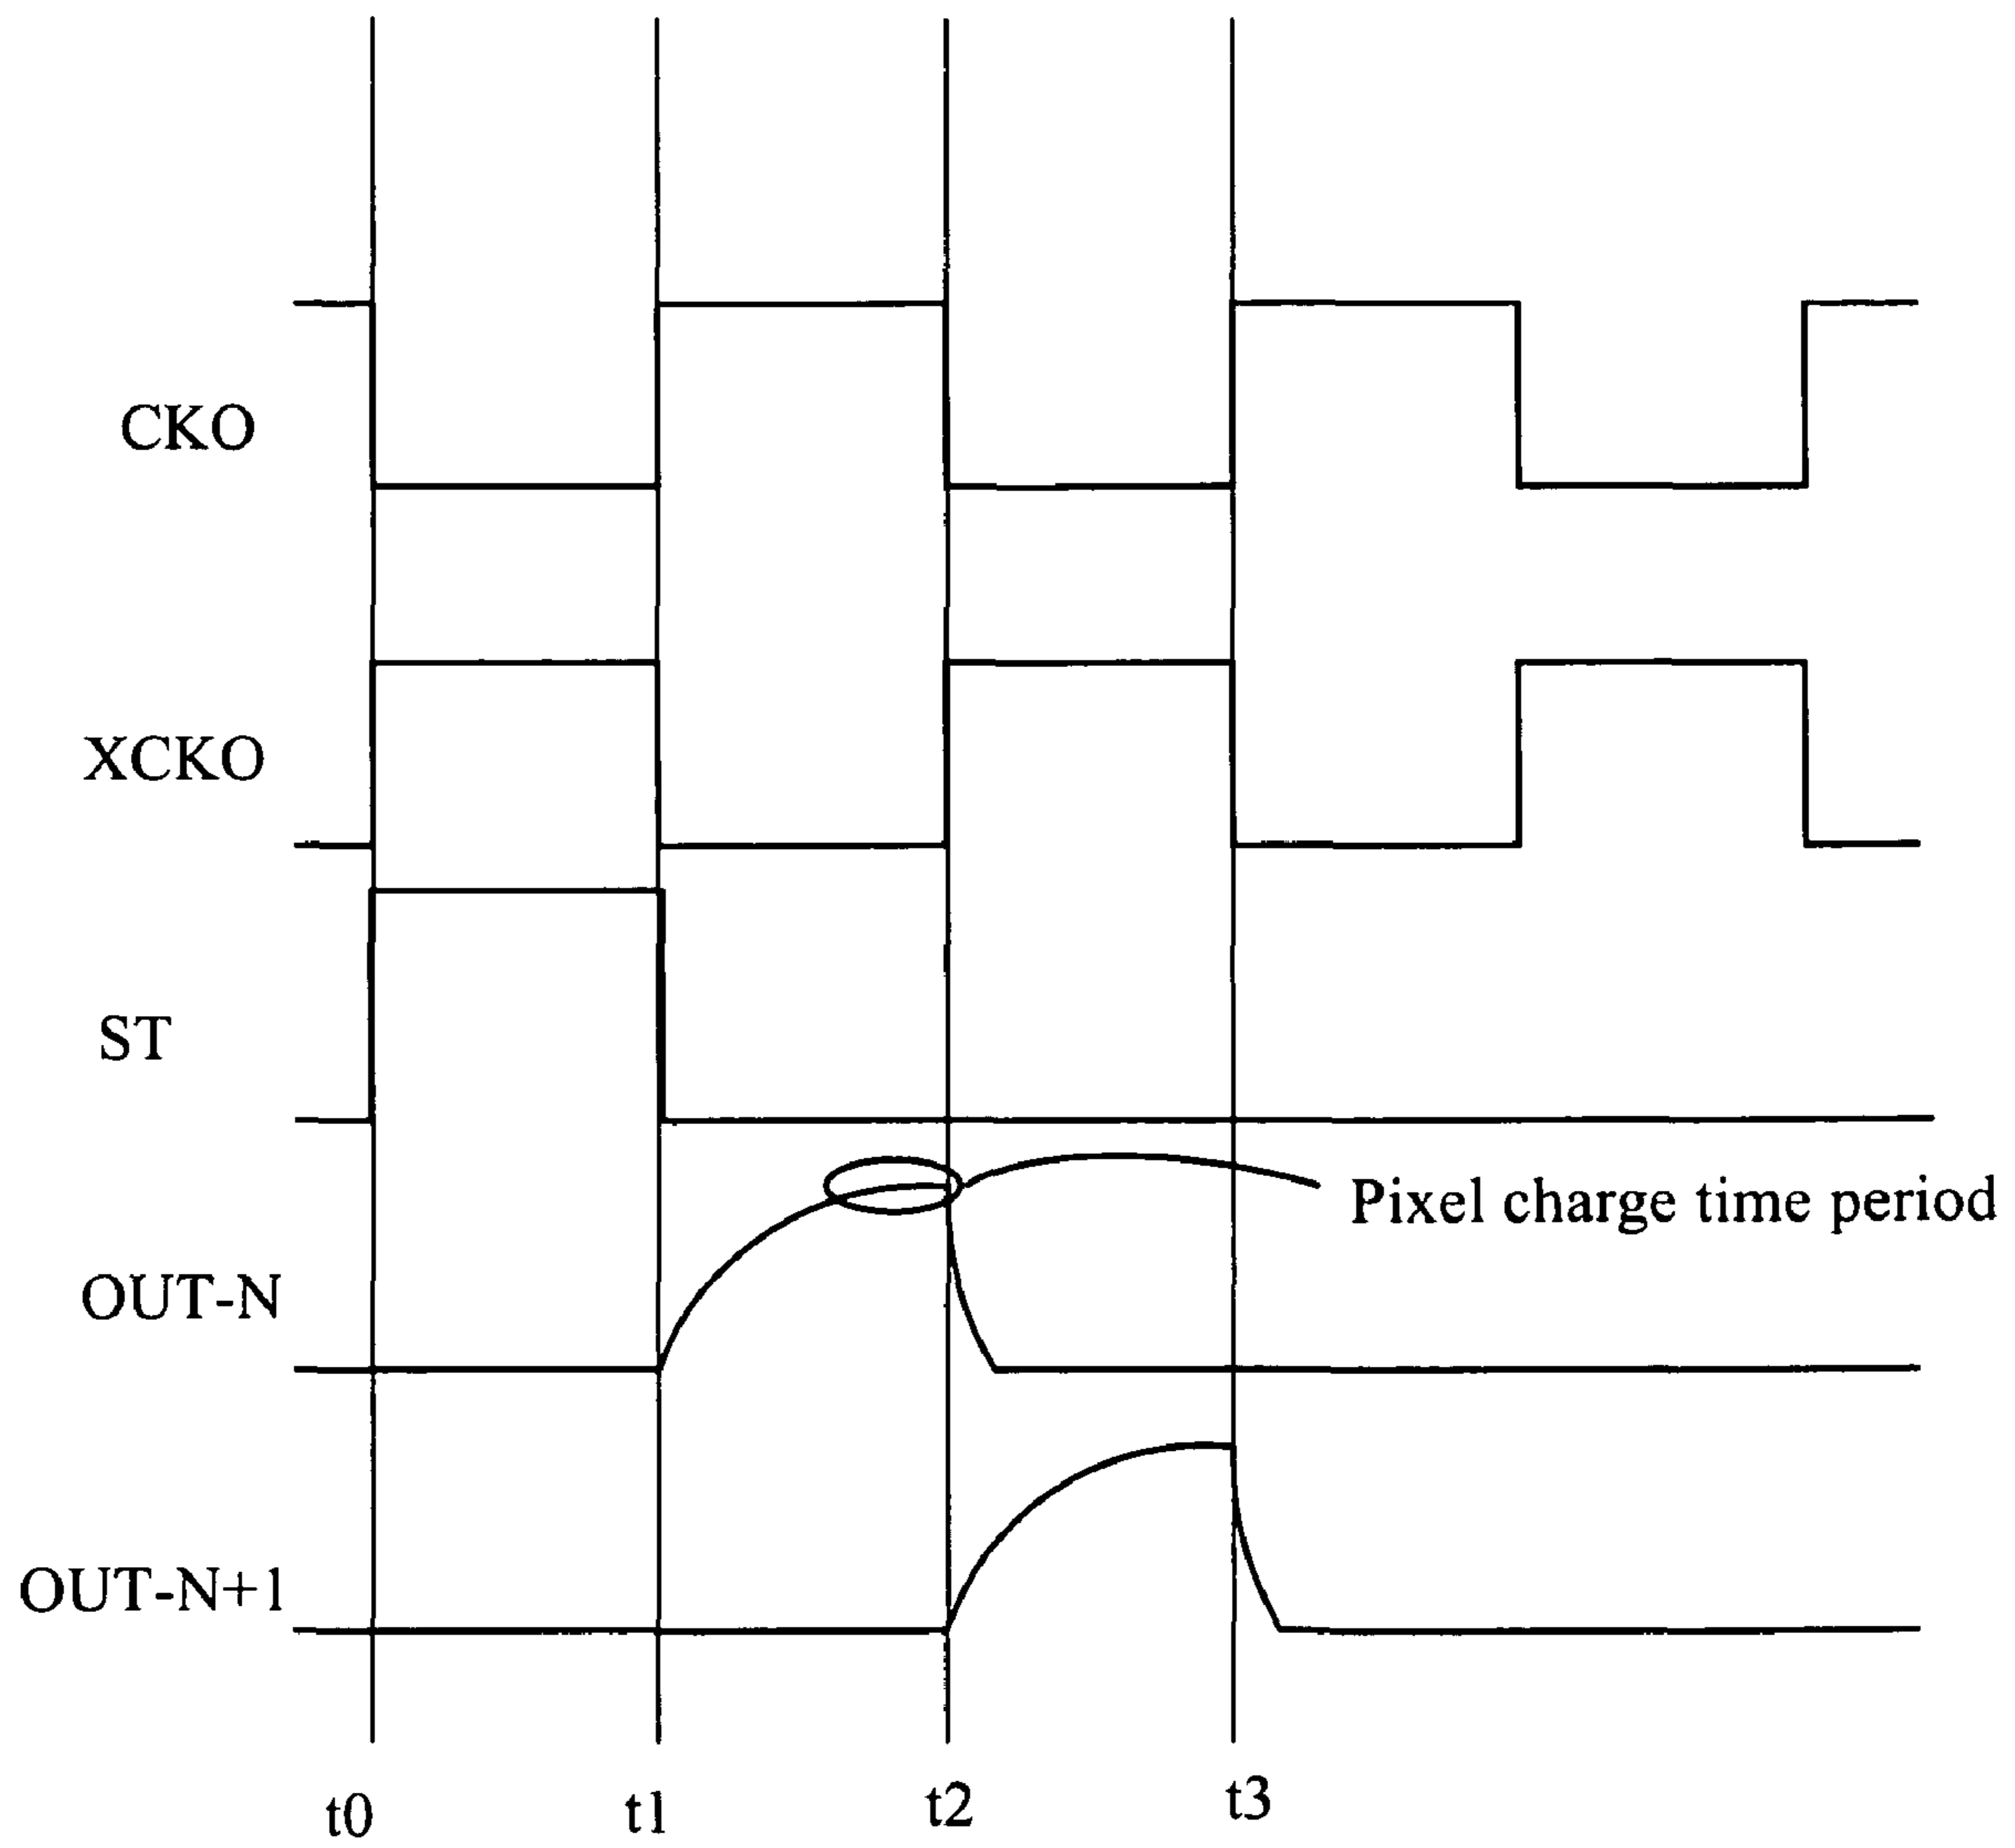 CKO
XCKO
ST
Pixel charge time period
OUT-N
OUT-N+1
t0
t1
t2
t3